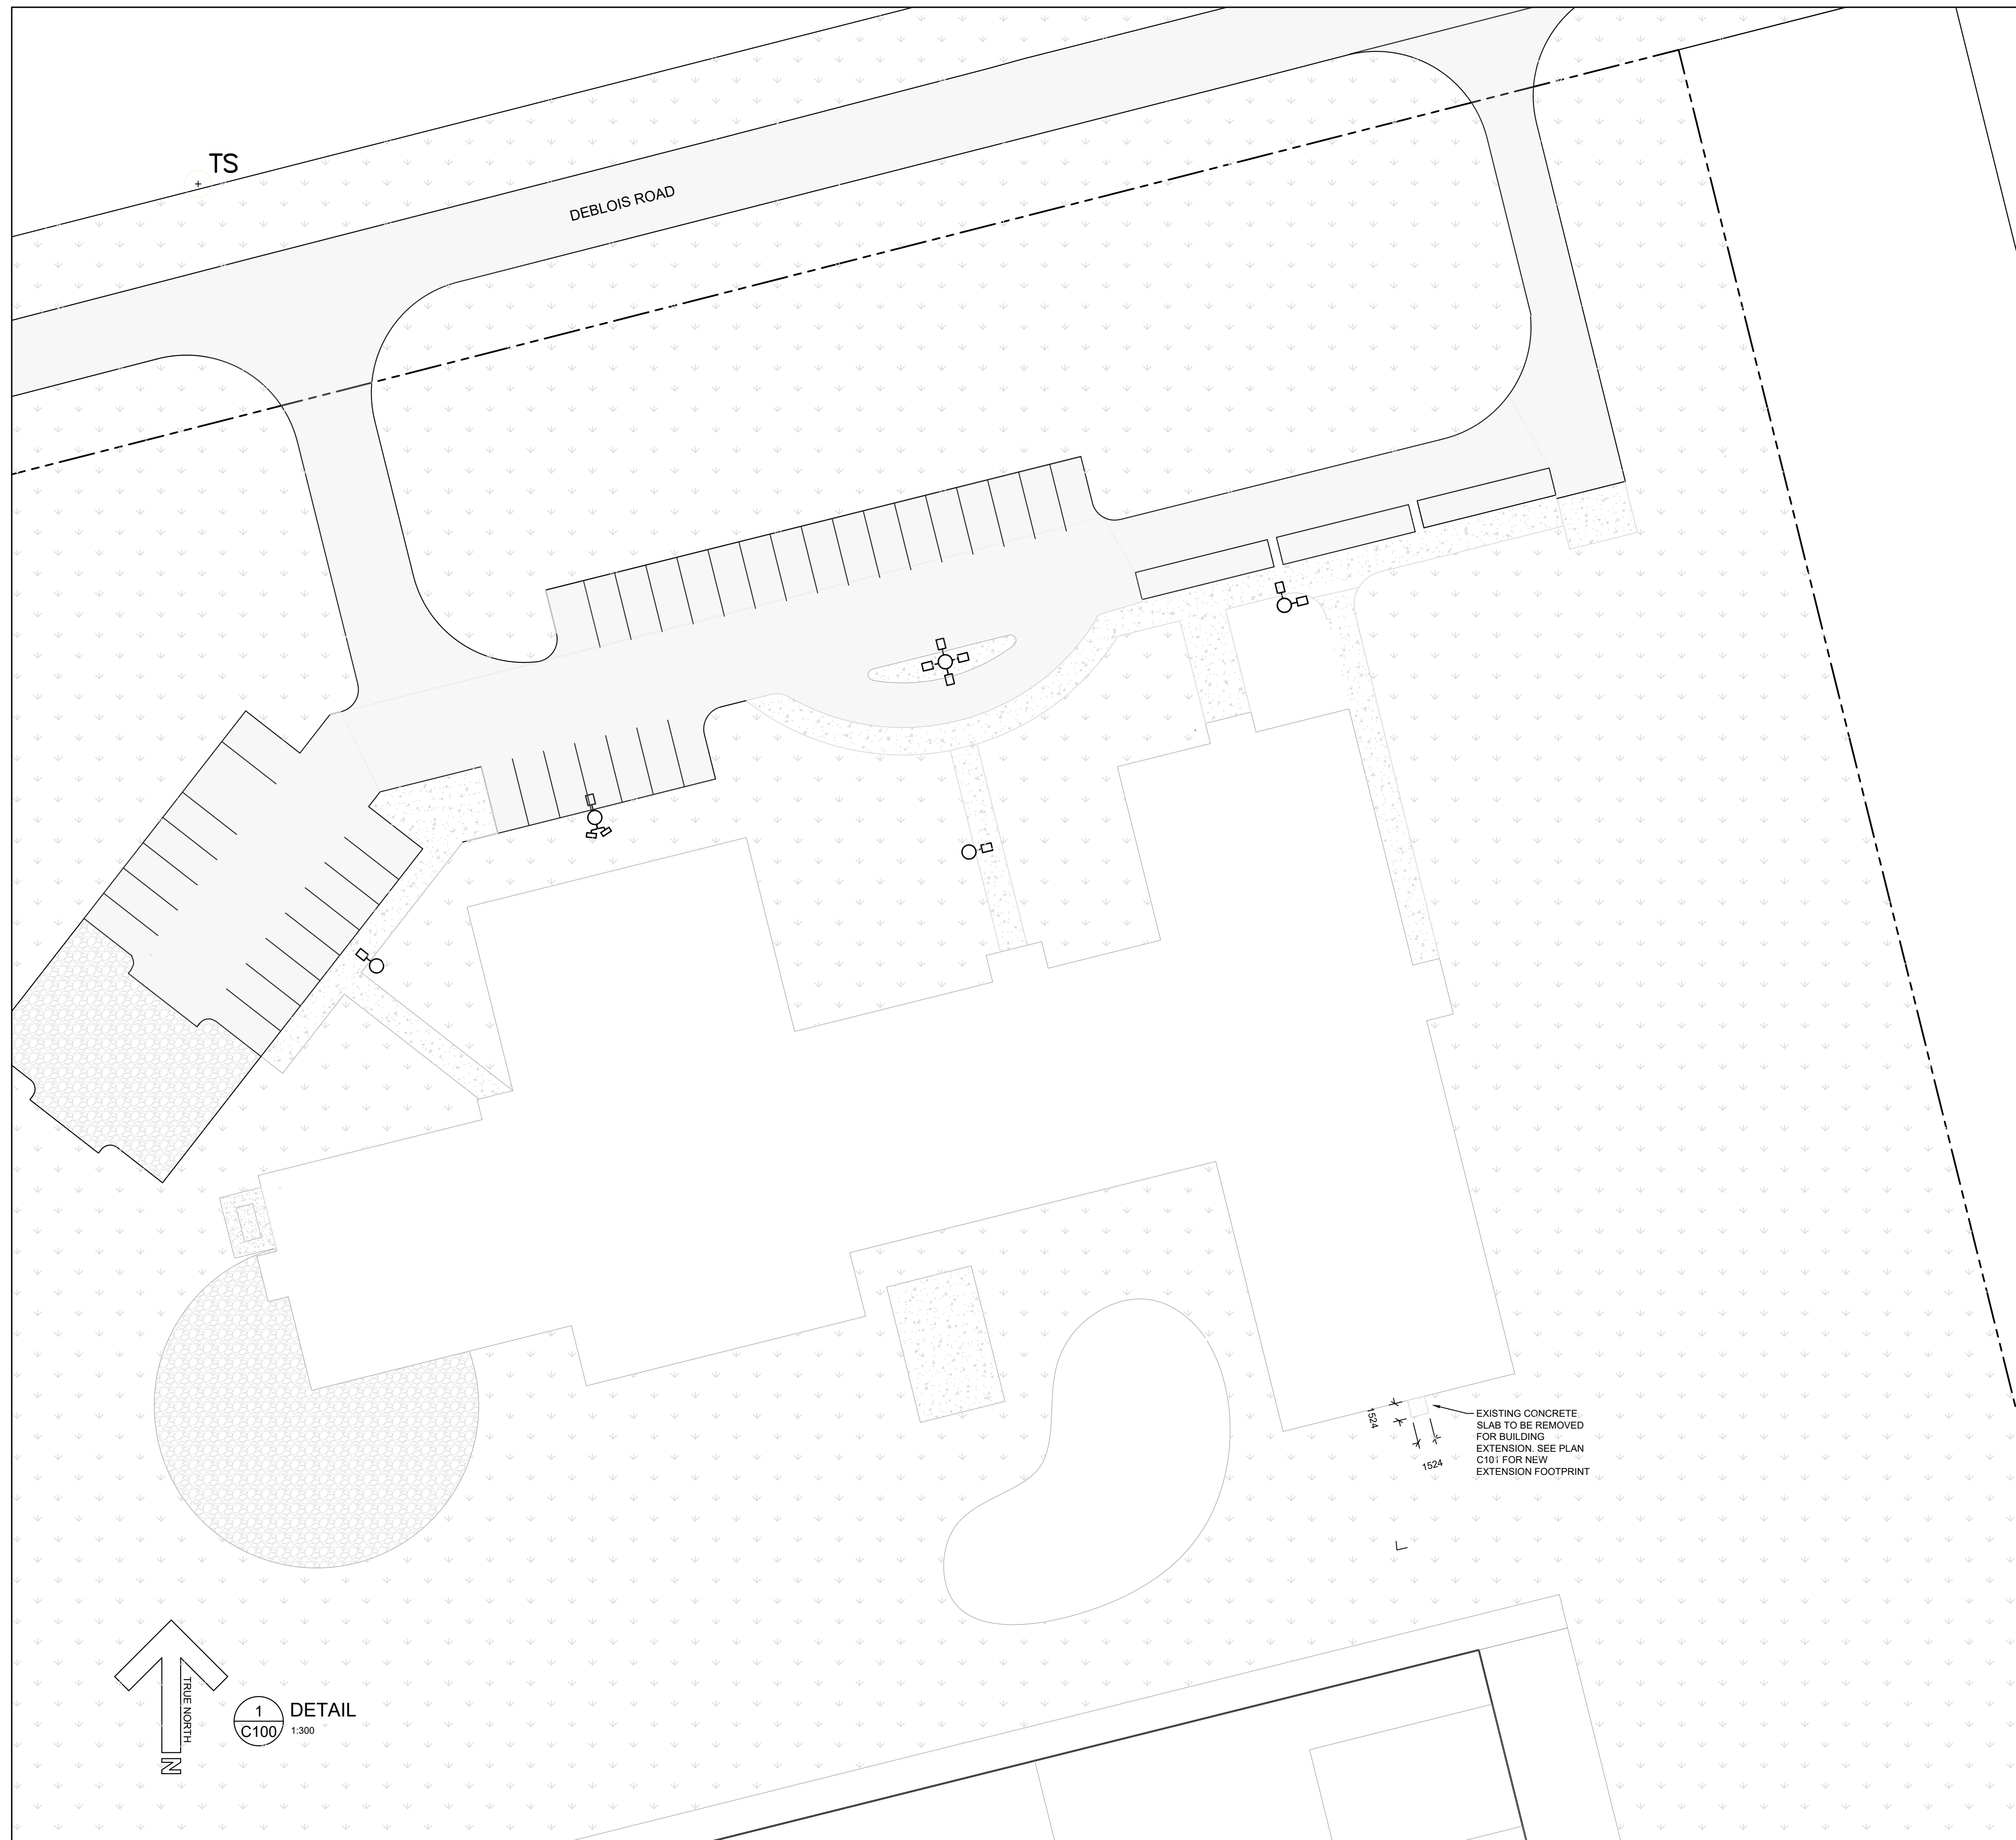 TS
DEBLOIS ROAD
1524
1524
EXISTING CONCRETE
SLAB TO BE REMOVED
FOR BUILDING
EXTENSION. SEE PLAN
C101 FOR NEW
EXTENSION FOOTPRINT
TRUE NORTH
N
1
C100
DETAIL
1:300